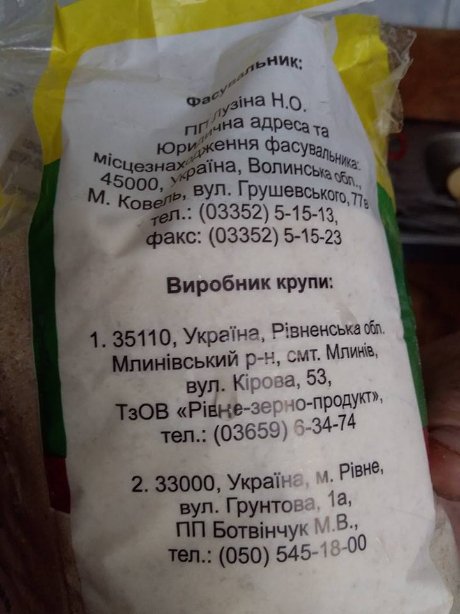 Фасувальник:
ПП Лузіна Н.О.
Юридична адреса та
місцезнаходження фасувальника:
45000, Україна, Волинська обл.,
М. Ковель, вул. Грушевського, 77в
тел.: (03352) 5-15-13,
факс: (03352) 5-15-23
Виробник крупи:
1. 35110, Україна, Рівненська обл.
Млинівський р-н, смт. Млинів,
вул. Кірова, 53,
ТзОВ «Рівне-зерно-продукт»,
тел.: (03659) 6-34-74
2. 33000, Україна, м. Рівне,
вул. Грунтова, 1а,
ПП Ботвінчук М.В.,
тел.: (050) 545-18-00